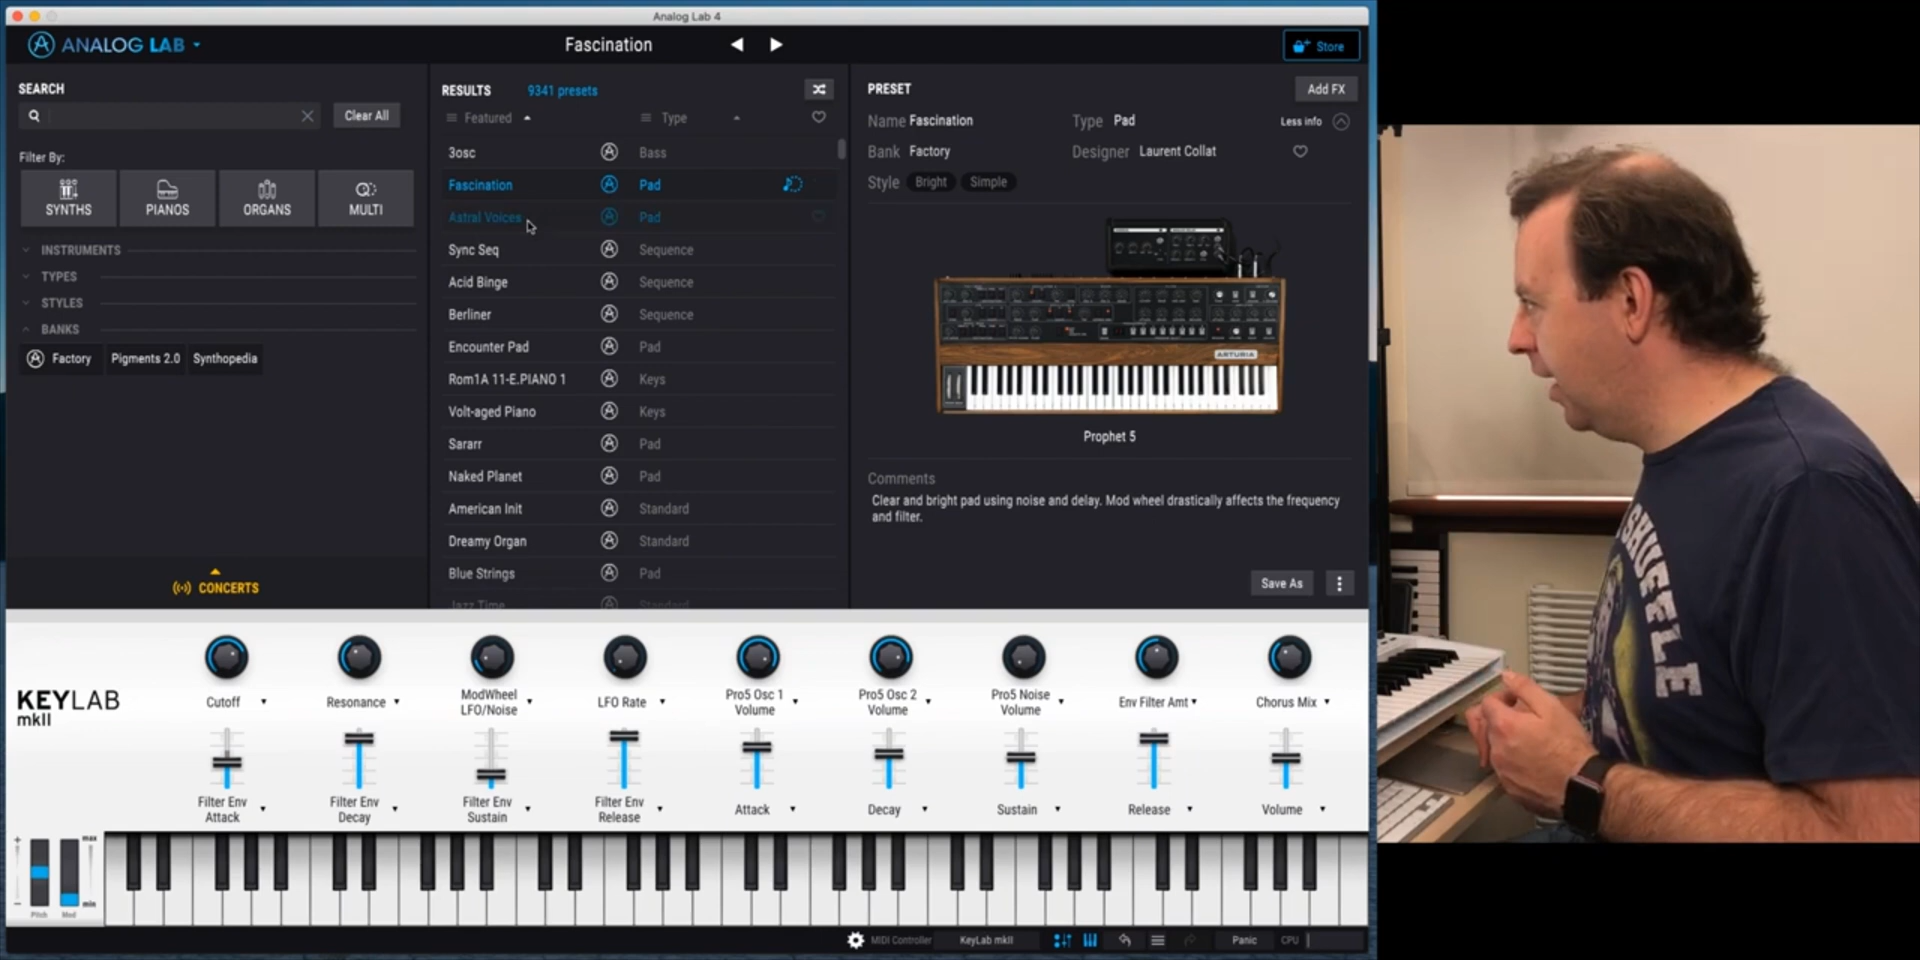 Analog Lab 4
ANALOG LAB
Fascination
Store
SEARCH
Clear All
Filter By:
SYNTHS
PIANOS
ORGANS
MULTI
INSTRUMENTS
TYPES
STYLES
BANKS
Factory
Pigments 2.0
Synthopedia
CONCERTS
RESULTS 9341 presets
Featured Type
3osc Bass
Fascination Pad
Astral Voices Pad
Sync Seq Sequence
Acid Binge Sequence
Berliner Sequence
Encounter Pad Pad
Rom1A 11-E.PIANO 1 Keys
Volt-aged Piano Keys
Sararr Pad
Naked Planet Pad
American Init Standard
Dreamy Organ Standard
Blue Strings Pad
Jazz Time Standard
PRESET
Add FX
Name Fascination Type Pad Less info
Bank Factory Designer Laurent Collat
Style Bright Simple
ARTURIA
Prophet 5
Comments
Clear and bright pad using noise and delay. Mod wheel drastically affects the frequency
and filter.
Save As
KEYLAB
mkII
Cutoff
Resonance
ModWheel
LFO/Noise
LFO Rate
Pro5 Osc 1
Volume
Pro5 Osc 2
Volume
Pro5 Noise
Volume
Env Filter Amt
Chorus Mix
Filter Env
Attack
Filter Env
Decay
Filter Env
Sustain
Filter Env
Release
Attack
Decay
Sustain
Release
Volume
max
min
Pitch Mod
MIDI Controller KeyLab mkII Panic CPU